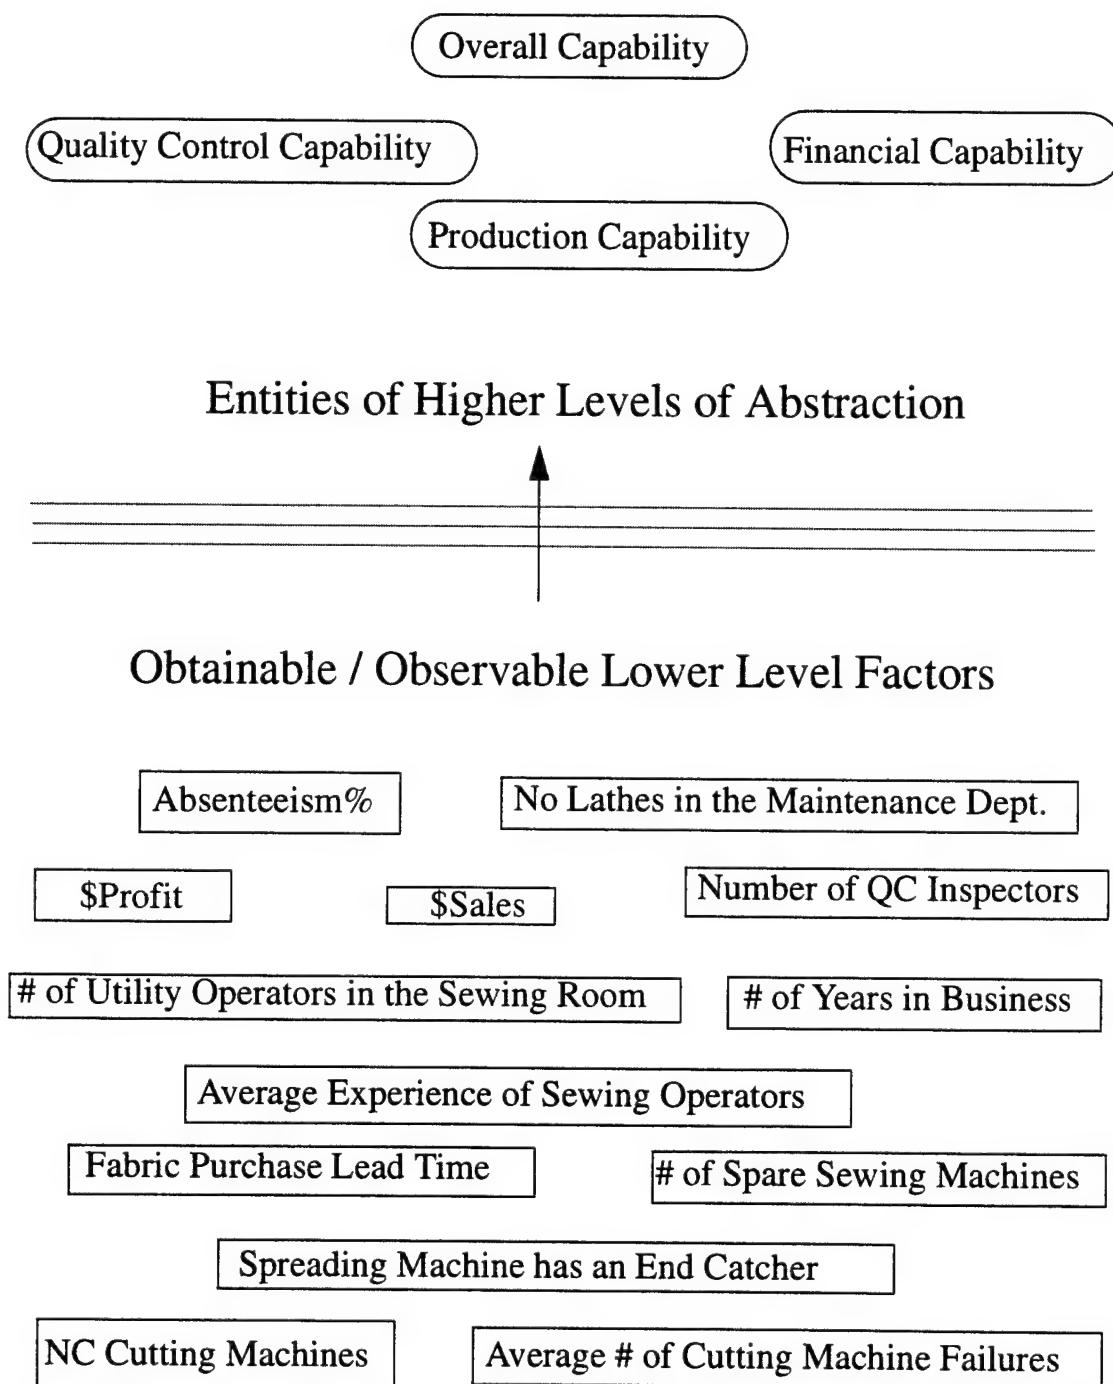 Overall Capability
Quality Control Capability
Financial Capability
Production Capability
Entities of Higher Levels of Abstraction
Obtainable / Observable Lower Level Factors
Absenteeism%
No Lathes in the Maintenance Dept.
$Profit
$Sales
Number of QC Inspectors
# of Utility Operators in the Sewing Room
# of Years in Business
Average Experience of Sewing Operators
Fabric Purchase Lead Time
# of Spare Sewing Machines
Spreading Machine has an End Catcher
NC Cutting Machines
Average # of Cutting Machine Failures